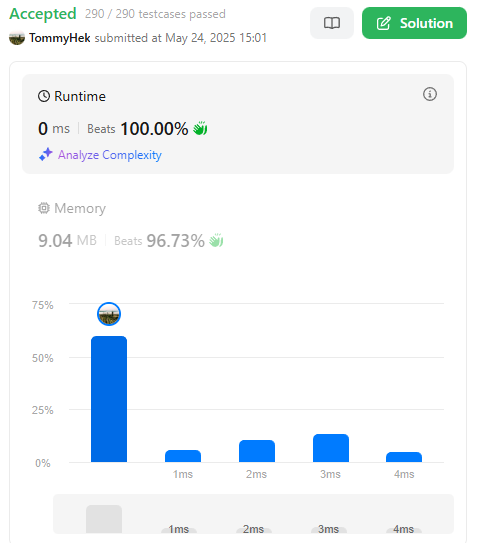 Accepted 290 / 290 testcases passed
TommyHek submitted at May 24, 2025 15:01
Solution
Runtime
0 ms Beats 100.00%
Analyze Complexity
Memory
9.04 MB Beats 96.73%
75%
50%
25%
0%
1ms 2ms 3ms 4ms
1ms 2ms 3ms 4ms